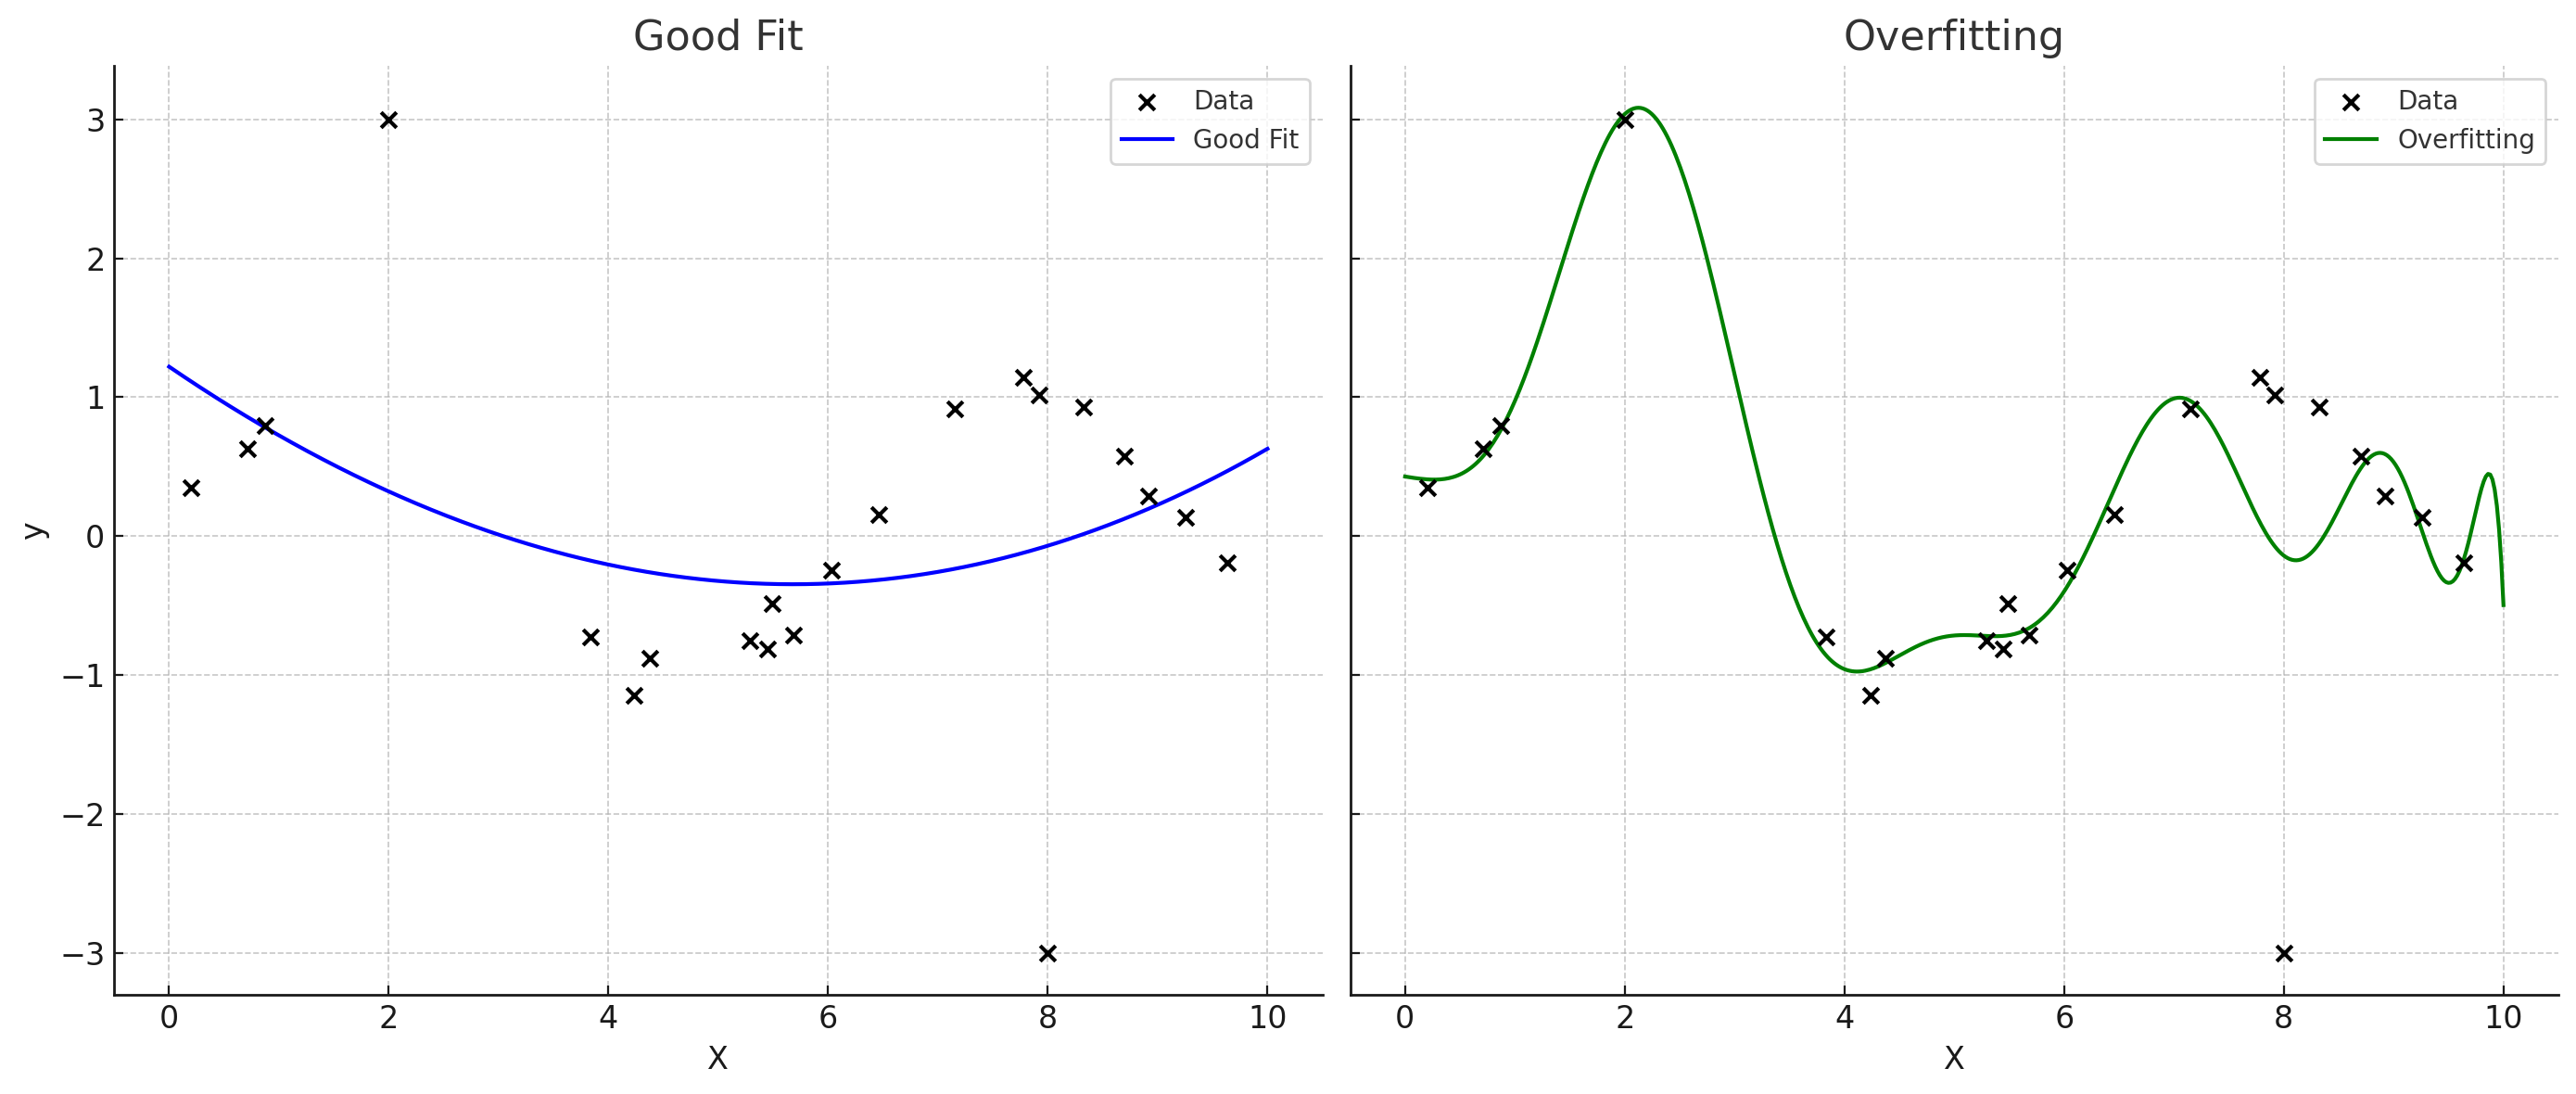 Good Fit
Data
Good Fit
3
2
1
0
−1
−2
−3
y
0 2 4 6 8 10
X
Overfitting
Data
Overfitting
0 2 4 6 8 10
X